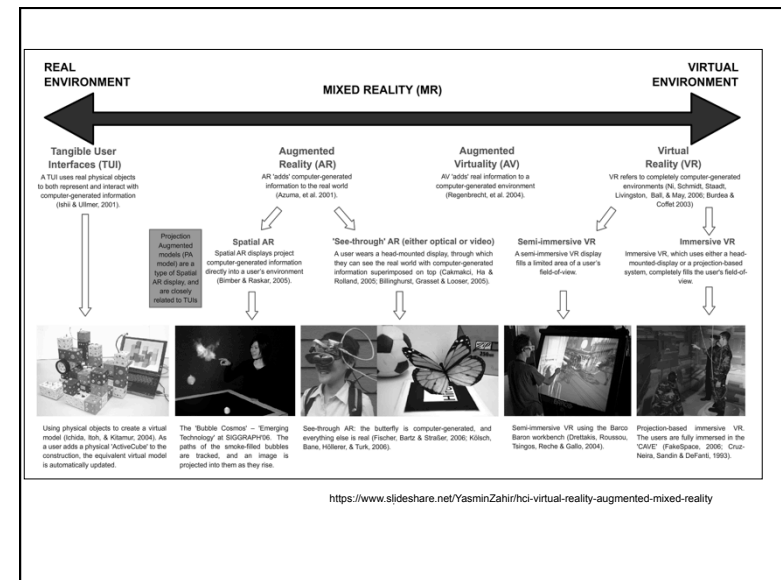 REAL
ENVIRONMENT
VIRTUAL
ENVIRONMENT
MIXED REALITY (MR)
Tangible User
Interfaces (TUI)
A TUI uses real physical objects
to both represent and interact with
computer-generated information
(Ishii & Ullmer, 2001).
Augmented
Reality (AR)
AR 'adds' computer-generated
information to the real world
(Azuma, et al. 2001).
Augmented
Virtuality (AV)
AV 'adds' real information to a
computer-generated environment
(Regenbrecht, et al. 2004).
Virtual
Reality (VR)
VR refers to completely computer-generated
environments (Ni, Schmidt, Staadt,
Livingston, Ball, & May, 2006; Burdea &
Coffet 2003)
Projection
Augmented
models (PA
model) are a
type of Spatial
AR display, and
are closely
related to TUIs
Spatial AR
Spatial AR displays project
computer-generated information
directly into a user's environment
(Bimber & Raskar, 2005).
'See-through' AR (either optical or video)
A user wears a head-mounted display, through which
they can see the real world with computer-generated
information superimposed on top (Cakmakci, Ha &
Rolland, 2005; Billinghurst, Grasset & Looser, 2005).
Semi-immersive VR
A semi-immersive VR display
fills a limited area of a user's
field-of-view.
Immersive VR
Immersive VR, which uses either a head-
mounted-display or a projection-based
system, completely fills the user's field-of-
view.
Using physical objects to create a virtual
model (Ichida, Itoh, & Kitamur, 2004). As
a user adds a physical 'ActiveCube' to the
construction, the equivalent virtual model
is automatically updated.
The 'Bubble Cosmos' – 'Emerging
Technology' at SIGGRAPH'06. The
paths of the smoke-filled bubbles
are tracked, and an image is
projected into them as they rise.
See-through AR: the butterfly is computer-generated, and
everything else is real (Fischer, Bartz & Straßer, 2006; Kölsch,
Bane, Höllerer, & Turk, 2006).
Semi-immersive VR using the Barco
Baron workbench (Drettakis, Roussou,
Tsingos, Reche & Gallo, 2004).
Projection-based immersive VR.
The users are fully immersed in the
'CAVE' (FakeSpace, 2006; Cruz-
Neira, Sandin & DeFanti, 1993).
https://www.slideshare.net/YasminZahir/hci-virtual-reality-augmented-mixed-reality